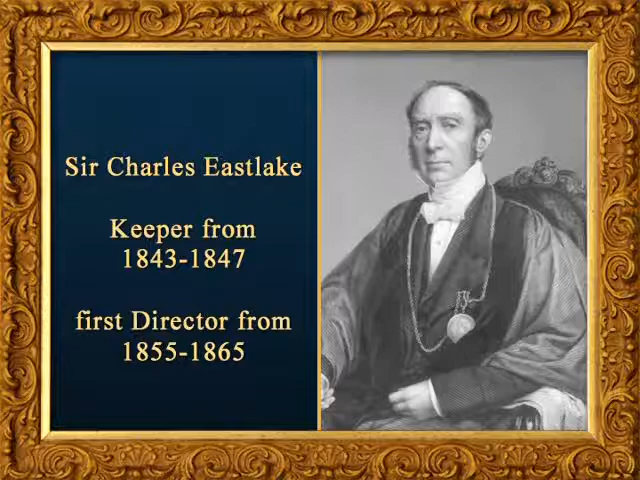 Sir Charles Eastlake
Keeper from
1843-1847
first Director from
1855-1865